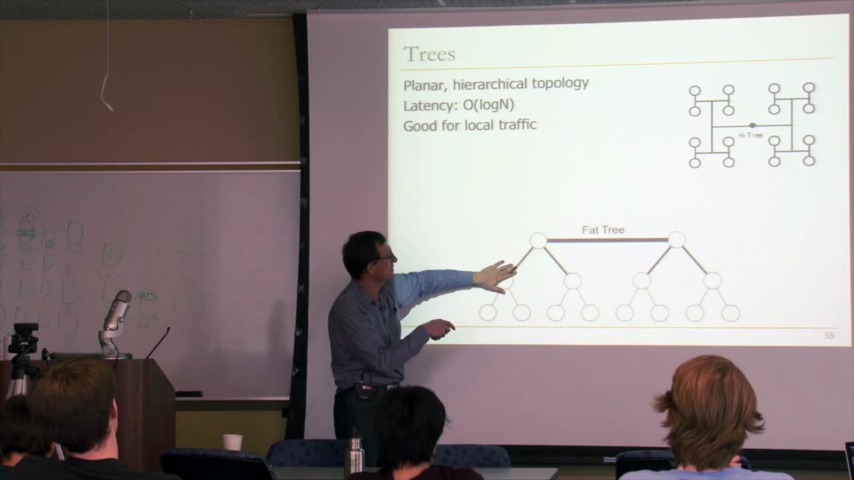 Trees
Planar, hierarchical topology
Latency: O(logN)
Good for local traffic
H-Tree
Fat Tree
55